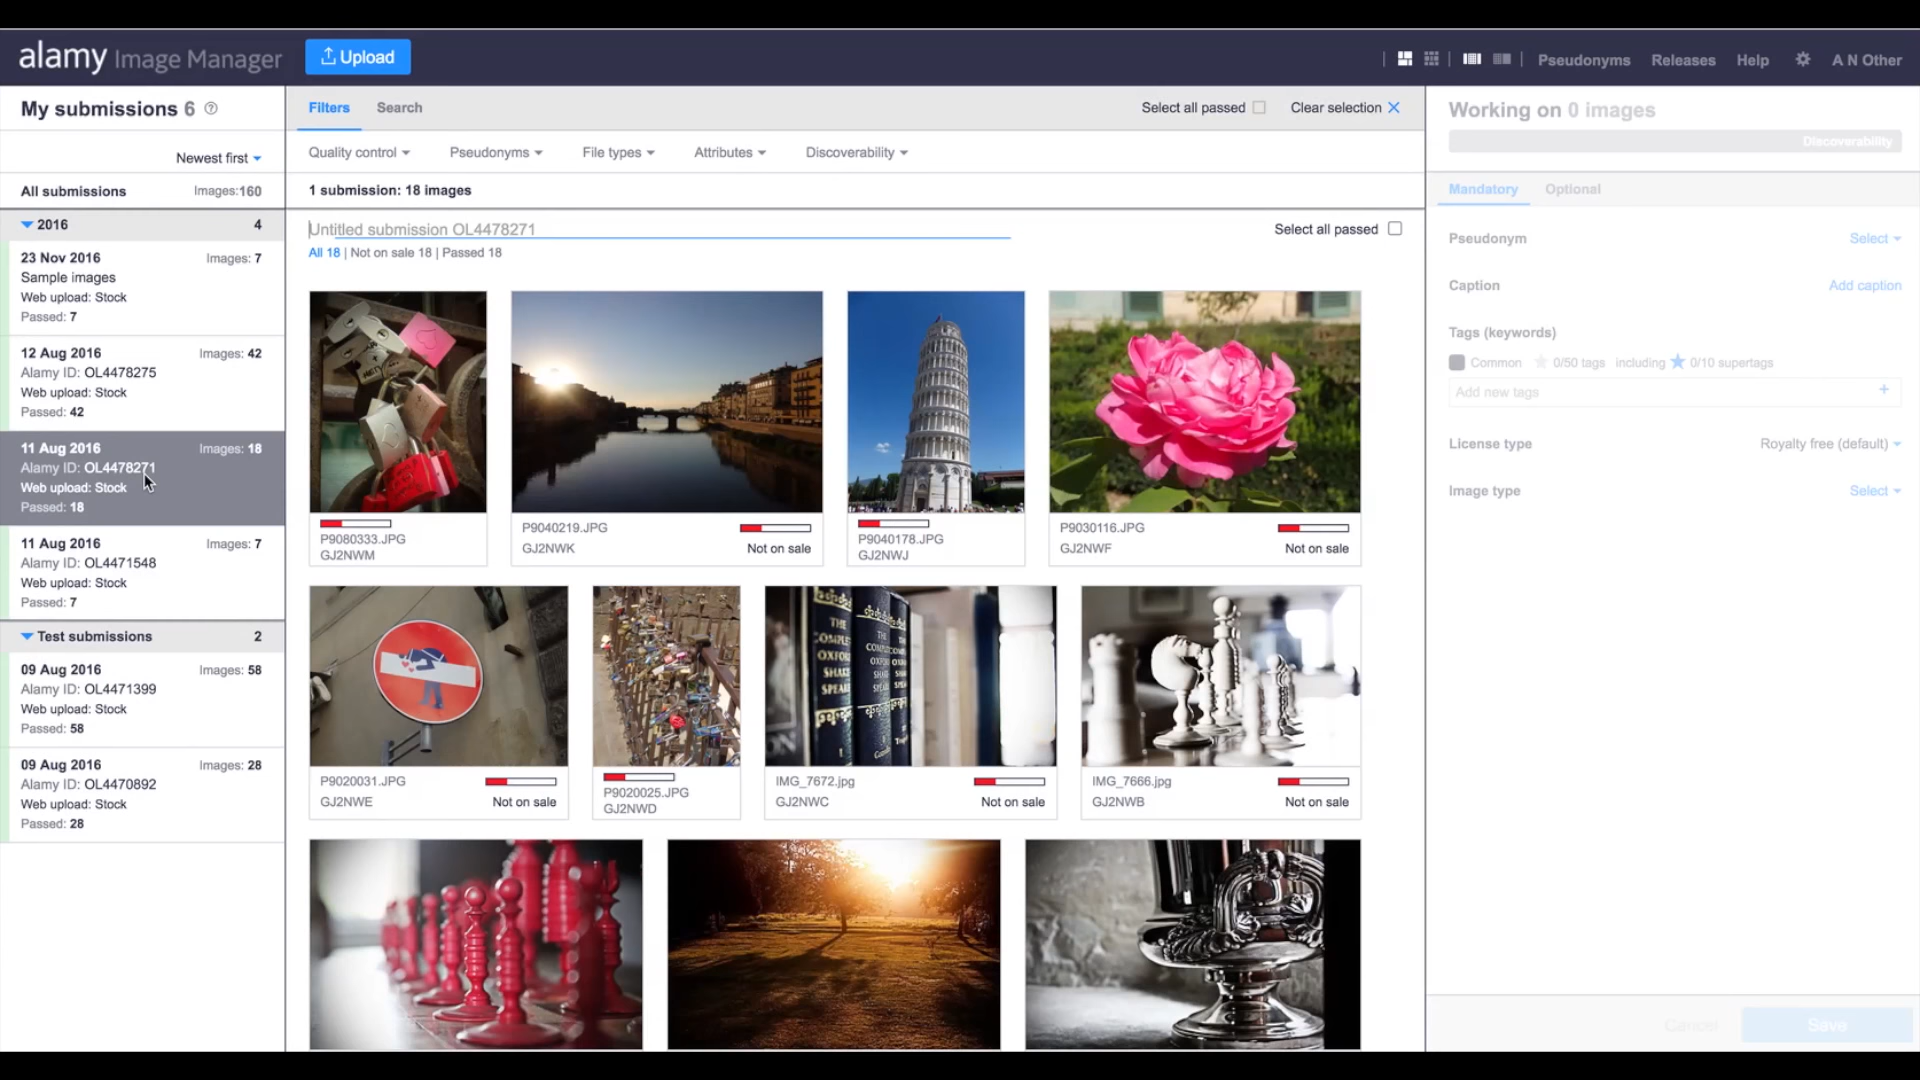 alamy Image Manager
Upload
Pseudonyms
Releases
Help
A N Other
My submissions 6
Newest first
All submissions Images:160
2016 4
23 Nov 2016 Images: 7
Sample images
Web upload: Stock
Passed: 7
12 Aug 2016 Images: 42
Alamy ID: OL4478275
Web upload: Stock
Passed: 42
11 Aug 2016 Images: 18
Alamy ID: OL4478271
Web upload: Stock
Passed: 18
11 Aug 2016 Images: 7
Alamy ID: OL4471548
Web upload: Stock
Passed: 7
Test submissions 2
09 Aug 2016 Images: 58
Alamy ID: OL4471399
Web upload: Stock
Passed: 58
09 Aug 2016 Images: 28
Alamy ID: OL4470892
Web upload: Stock
Passed: 28
Filters Search Select all passed Clear selection
Quality control Pseudonyms File types Attributes Discoverability
1 submission: 18 images
Untitled submission OL4478271 Select all passed
All 18 | Not on sale 18 | Passed 18
P9080333.JPG
GJ2NWM
P9040219.JPG
GJ2NWK Not on sale
P9040178.JPG
GJ2NWJ
P9030116.JPG
GJ2NWF Not on sale
THE
COMPLETE
OXFORD
SHAKE
SPEARE
I
P9020031.JPG
GJ2NWE Not on sale
P9020025.JPG
GJ2NWD
IMG_7672.jpg
GJ2NWC Not on sale
IMG_7666.jpg
GJ2NWB Not on sale
Working on 0 images
Discoverability
Mandatory Optional
Pseudonym Select
Caption Add caption
Tags (keywords)
Common 0/50 tags including 0/10 supertags
Add new tags +
License type Royalty free (default)
Image type Select
Cancel Save